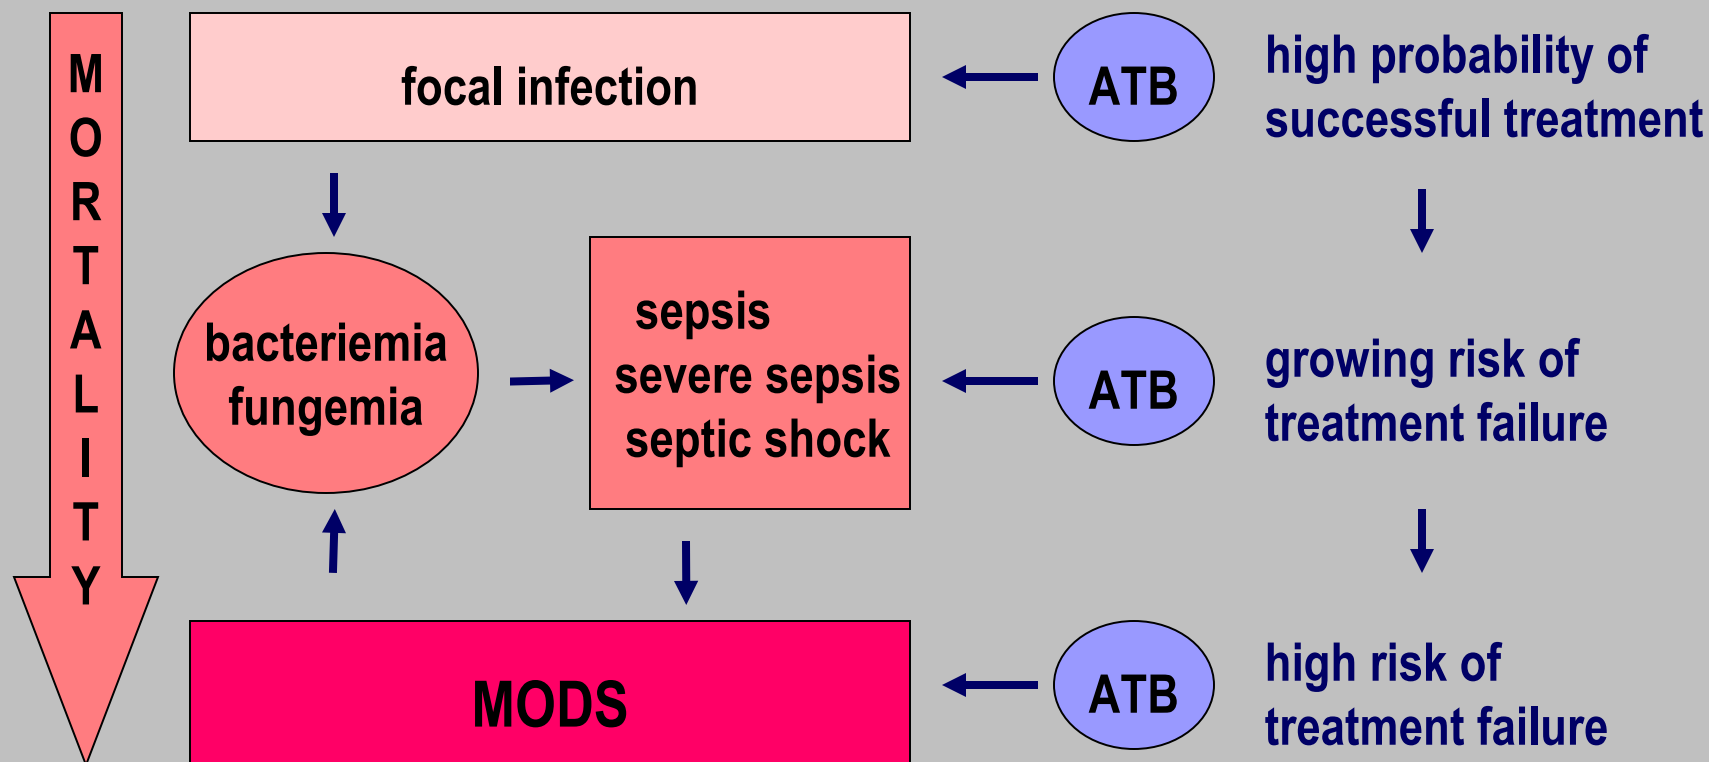 MORTALITY
focal infection
ATB
high probability of
successful treatment
bacteriemia
fungemia
sepsis
severe sepsis
septic shock
ATB
growing risk of
treatment failure
MODS
ATB
high risk of
treatment failure